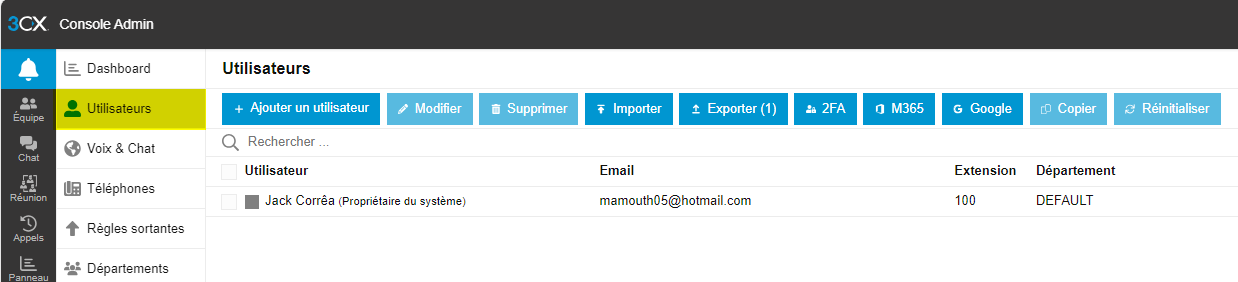 3CX Console Admin
Dashboard
Utilisateurs
Utilisateurs
+ Ajouter un utilisateur Modifier Supprimer Importer Exporter (1) 2FA M365 G Google Copier Réinitialiser
Équipe
Voix & Chat
Rechercher ...
Chat
Utilisateur Email Extension Département
Téléphones
Réunion
Jack Corrêa (Propriétaire du système) mamouth05@hotmail.com 100 DEFAULT
Règles sortantes
Appels
Départements
Panneau